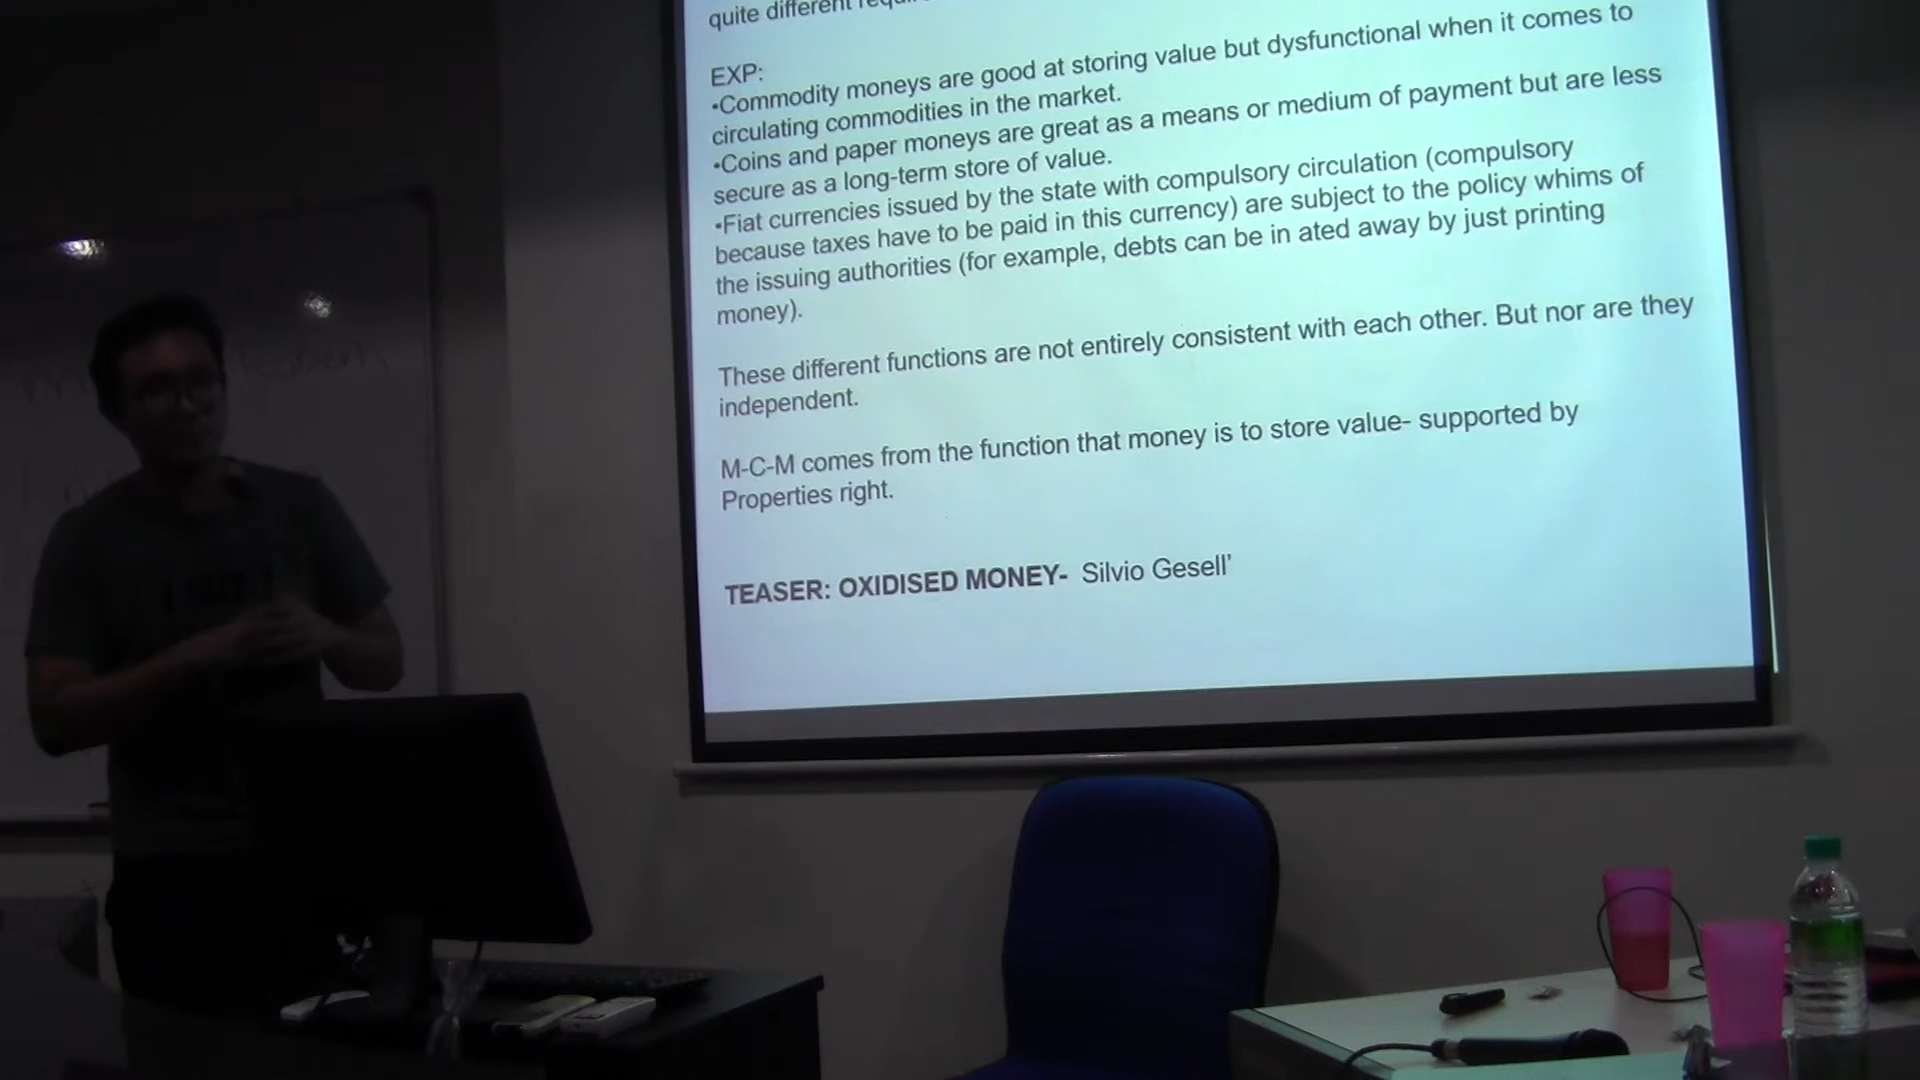 quite different
EXP:
•Commodity moneys are good at storing value but dysfunctional when it comes to
circulating commodities in the market.
•Coins and paper moneys are great as a means or medium of payment but are less
secure as a long-term store of value.
•Fiat currencies issued by the state with compulsory circulation (compulsory
because taxes have to be paid in this currency) are subject to the policy whims of
the issuing authorities (for example, debts can be in ated away by just printing
money).
These different functions are not entirely consistent with each other. But nor are they
independent.
M-C-M comes from the function that money is to store value- supported by
Properties right.
TEASER: OXIDISED MONEY- Silvio Gesell’